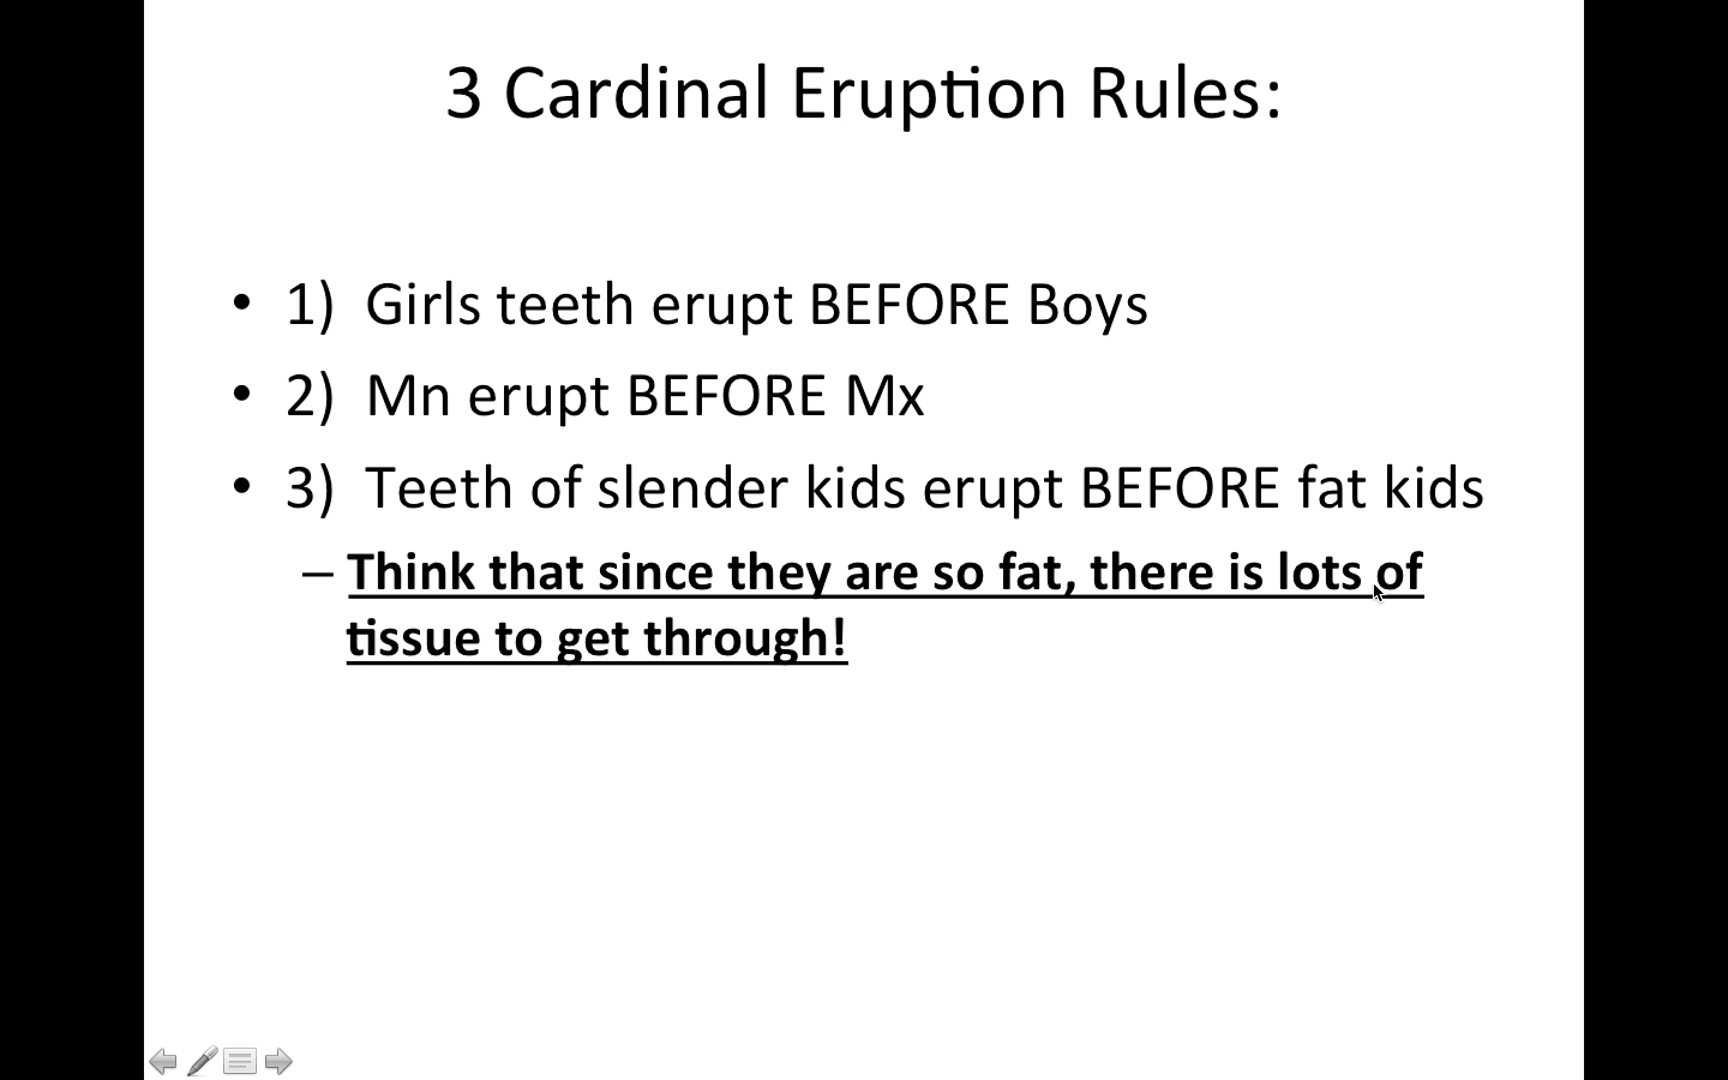 3 Cardinal Eruption Rules:
• 1) Girls teeth erupt BEFORE Boys
• 2) Mn erupt BEFORE Mx
• 3) Teeth of slender kids erupt BEFORE fat kids
– Think that since they are so fat, there is lots of
tissue to get through!